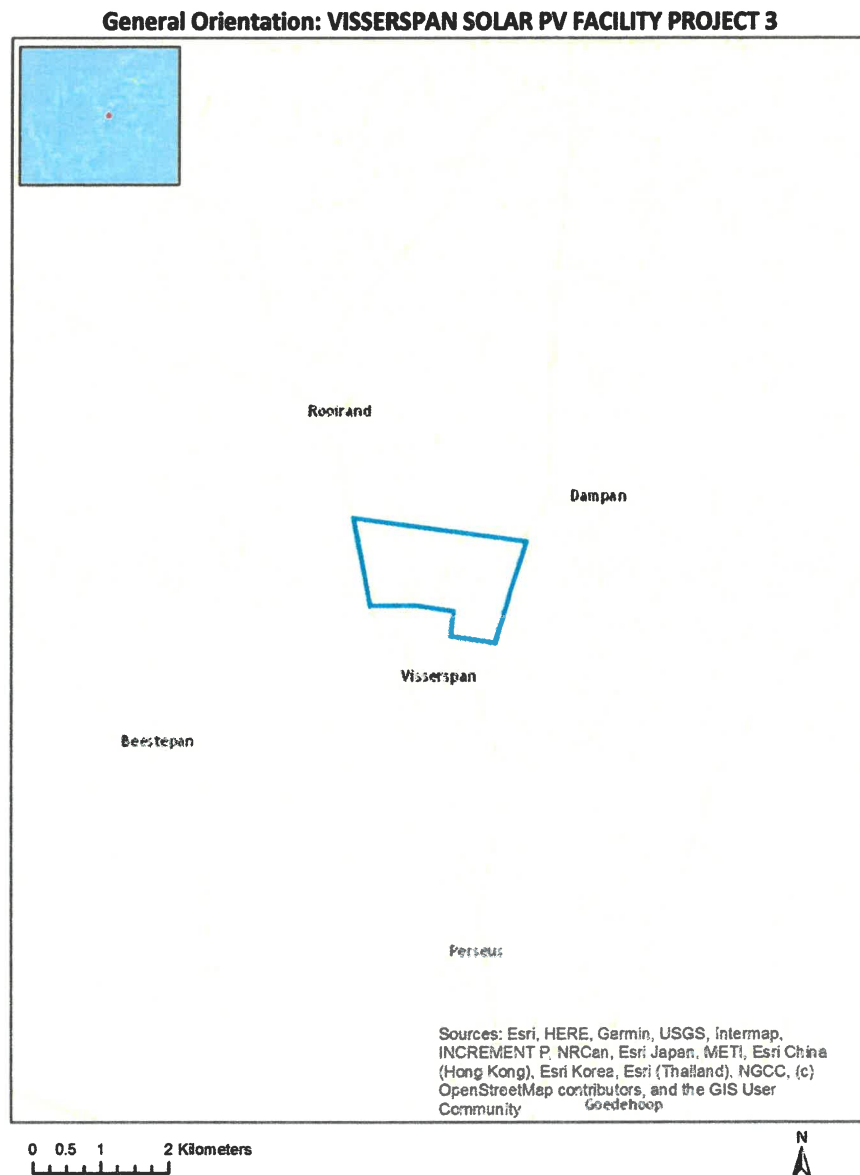 General Orientation: VISSERSPAN SOLAR PV FACILITY PROJECT 3
Rooirand
Dampan
Visserspan
Beestepan
Perseus
Sources: Esri, HERE, Garmin, USGS, Intermap,
INCREMENT P, NRCan, Esri Japan, METI, Esri China
(Hong Kong), Esri Korea, Esri (Thailand), NGCC, (c)
OpenStreetMap contributors, and the GIS User
Community
Goedehoop
0 0.5 1 2 Kilometers
N